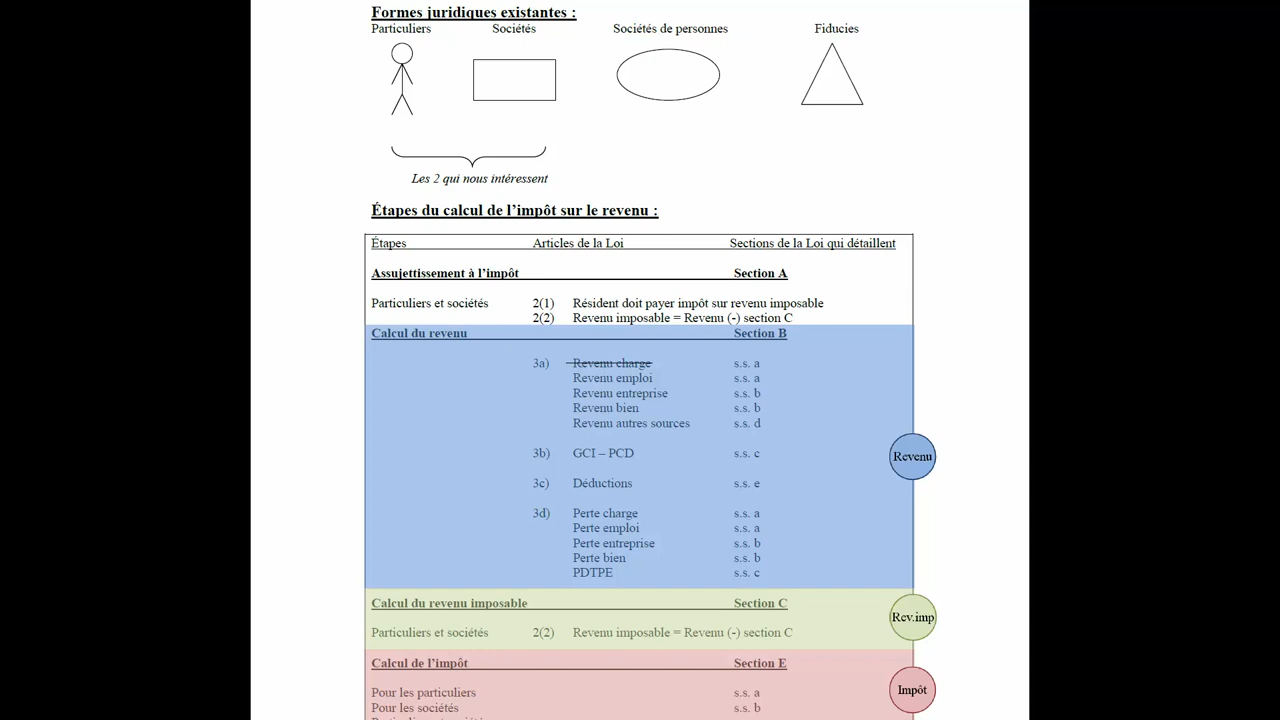 Formes juridiques existantes :
Particuliers Sociétés Sociétés de personnes Fiducies
Les 2 qui nous intéressent
Étapes du calcul de l'impôt sur le revenu :
Étapes Articles de la Loi Sections de la Loi qui détaillent
Assujettissement à l'impôt Section A
Particuliers et sociétés 2(1) Résident doit payer impôt sur revenu imposable
2(2) Revenu imposable = Revenu (-) section C
Calcul du revenu Section B
3a) Revenu charge s.s. a
Revenu emploi s.s. a
Revenu entreprise s.s. b
Revenu bien s.s. b
Revenu autres sources s.s. d
Revenu
3b) GCI – PCD s.s. c
3c) Déductions s.s. e
3d) Perte charge s.s. a
Perte emploi s.s. a
Perte entreprise s.s. b
Perte bien s.s. b
PDTPE s.s. c
Calcul du revenu imposable Section C
Rev.imp
Particuliers et sociétés 2(2) Revenu imposable = Revenu (-) section C
Calcul de l'impôt Section E
Impôt
Pour les particuliers s.s. a
Pour les sociétés s.s. b